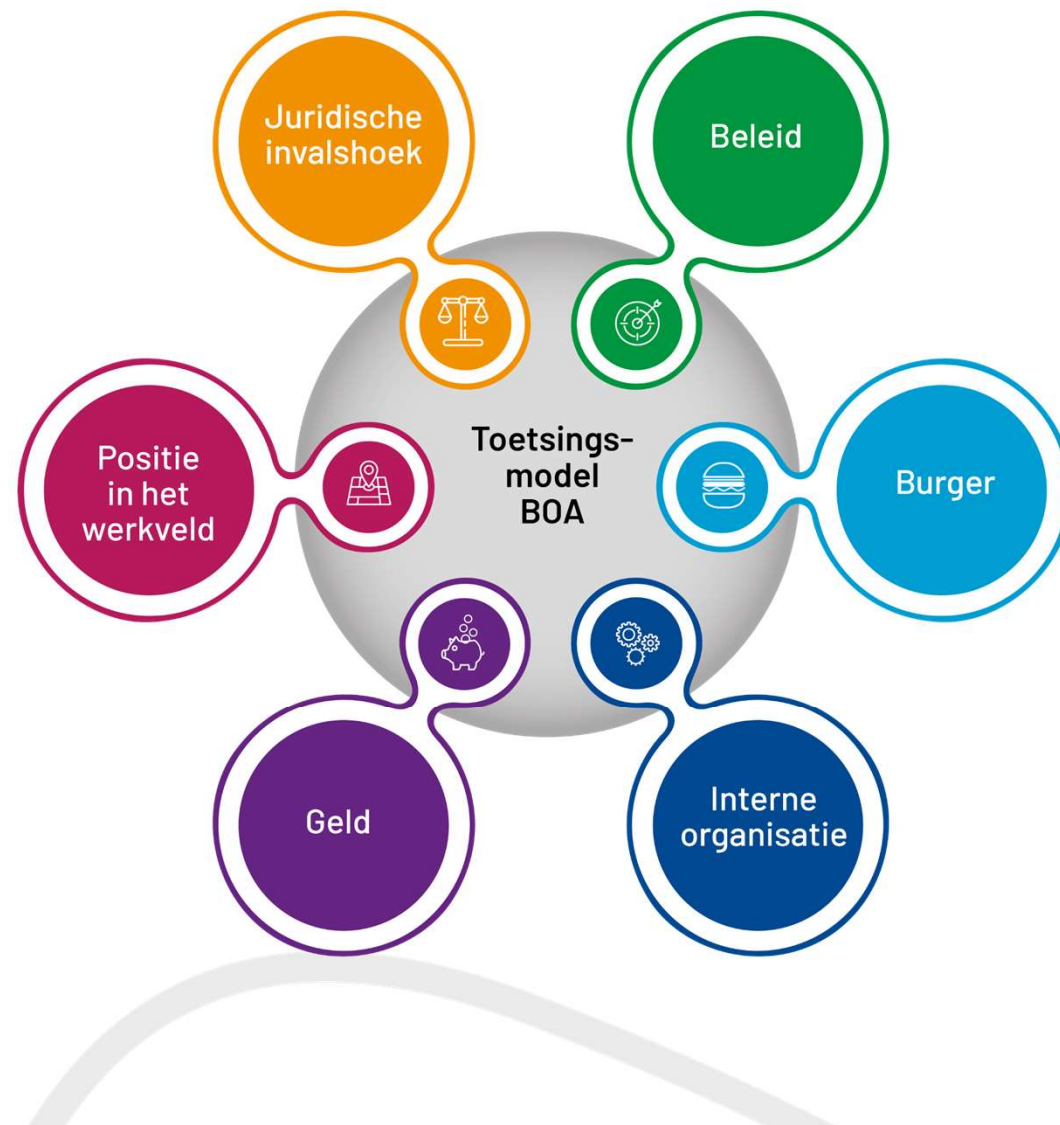 Juridische
invalshoek
Beleid
Positie
in het
werkveld
Toetsings-
model
BOA
Burger
Geld
Interne
organisatie